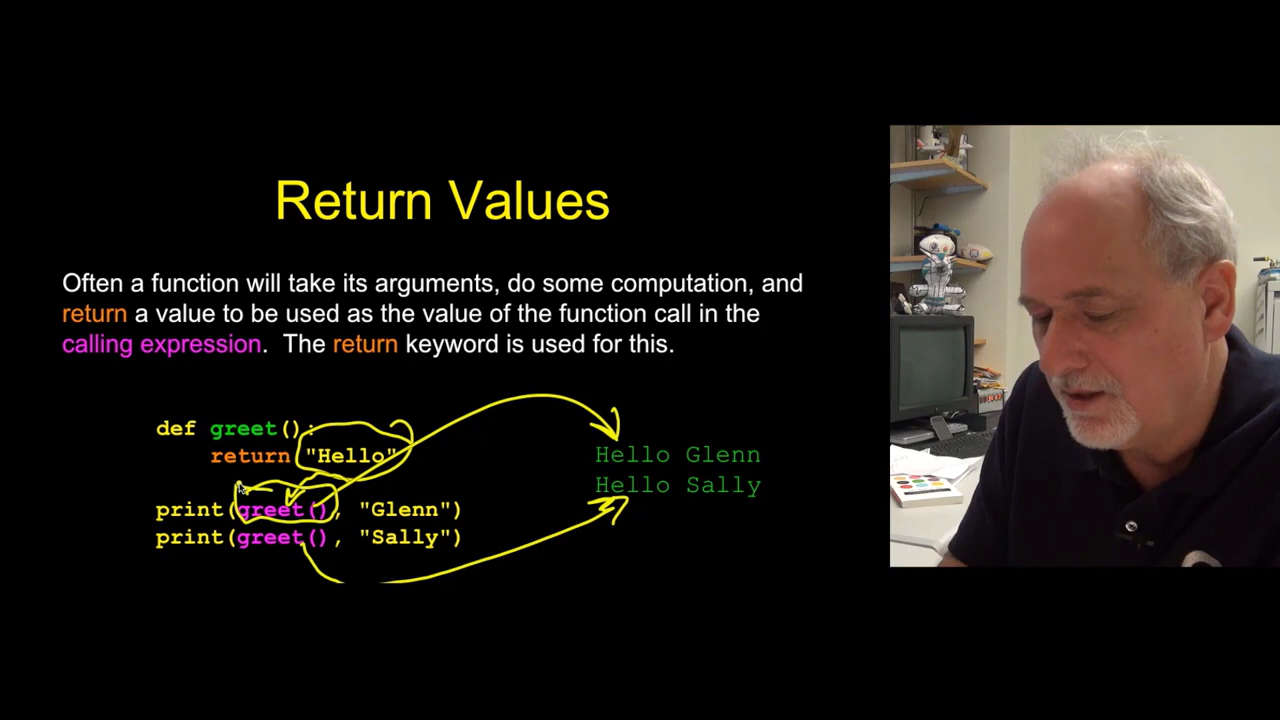 Return Values
Often a function will take its arguments, do some computation, and
return a value to be used as the value of the function call in the
calling expression.  The return keyword is used for this.
def greet():
    return "Hello"
print(greet(), "Glenn")
print(greet(), "Sally")
Hello Glenn
Hello Sally